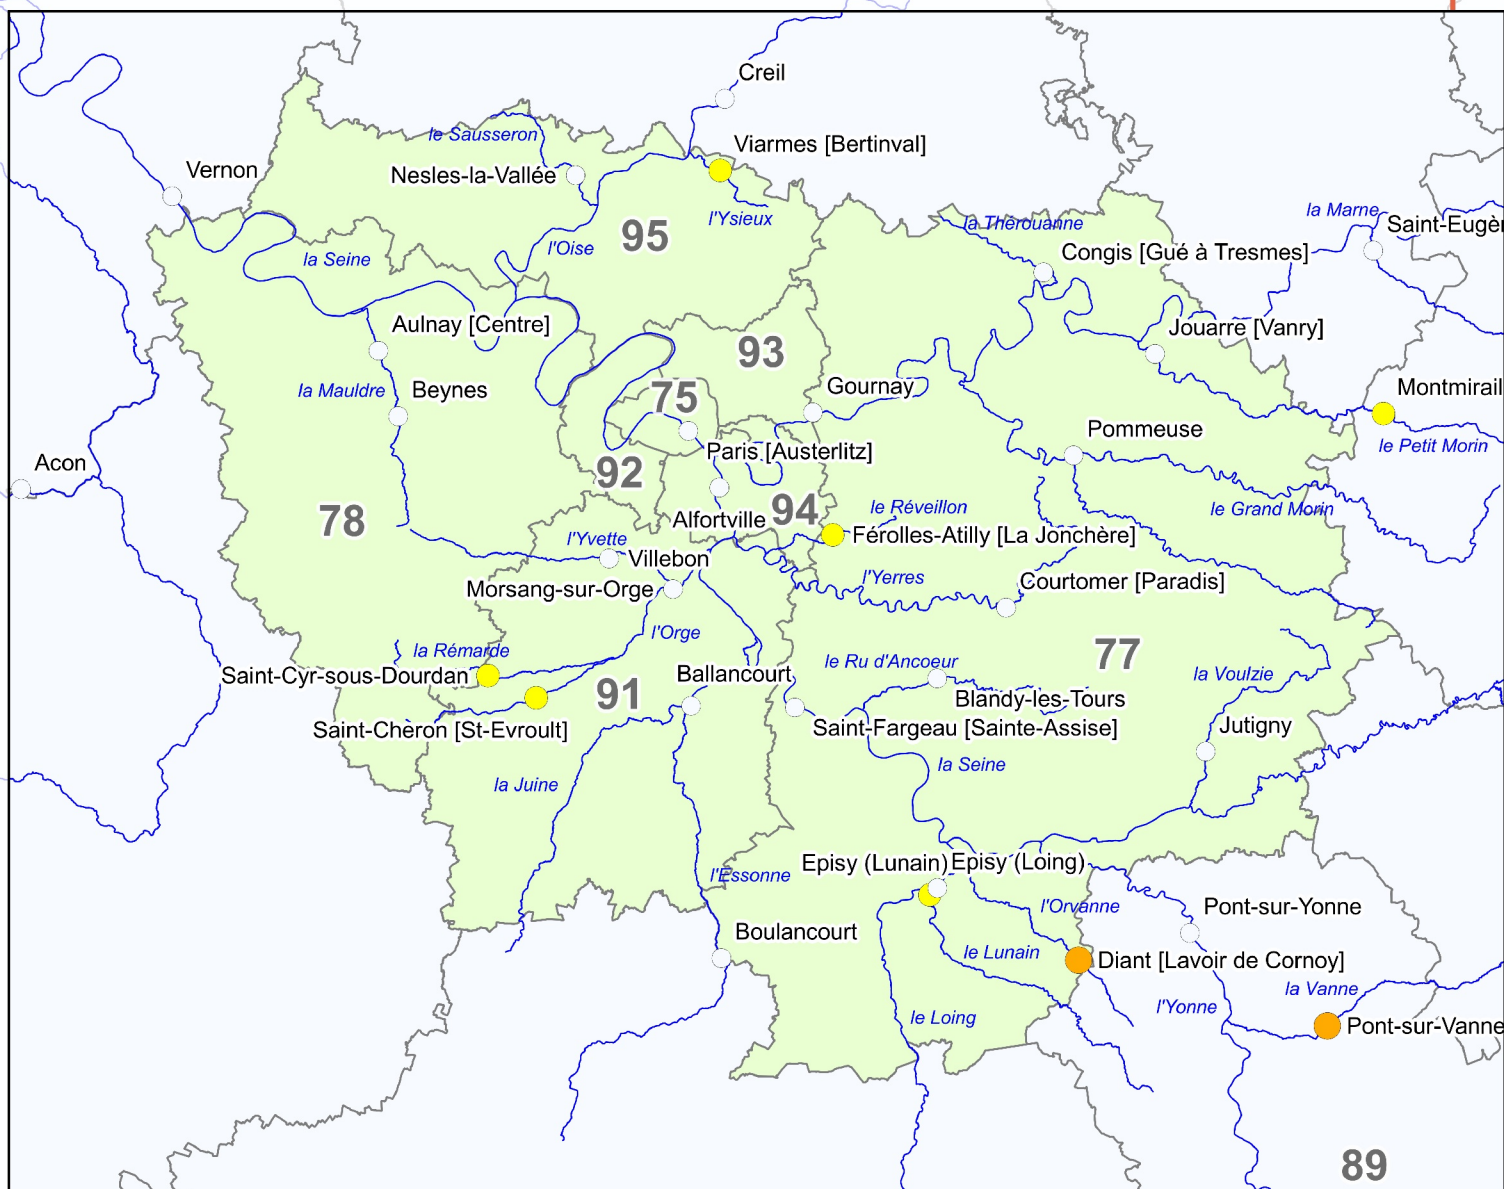 Creil
le Sausseron
Viarmes [Bertinval]
Vernon
Nesles-la-Vallée
la Marne
l'Ysieux
la Thérouanne
Saint-Eugèn
95
l'Oise
la Seine
Congis [Gué à Tresmes]
Aulnay [Centre]
Jouarre [Vanry]
93
la Mauldre
Beynes
75
Gournay
Montmirail
Pommeuse
le Petit Morin
Acon
Paris [Austerlitz]
92
le Grand Morin
78
Alfortville
94
le Réveillon
l'Yvette
Férolles-Atilly [La Jonchère]
Villebon
l'Yerres
Courtomer [Paradis]
Morsang-sur-Orge
l'Orge
la Rémarde
77
le Ru d'Ancoeur
Saint-Cyr-sous-Dourdan
Ballancourt
la Voulzie
91
Blandy-les-Tours
Saint-Cheron [St-Evroult]
Saint-Fargeau [Sainte-Assise]
Jutigny
la Juine
la Seine
Episy (Lunain)
Episy (Loing)
l'Essonne
l'Orvanne
Pont-sur-Yonne
Boulancourt
le Lunain
Diant [Lavoir de Cornoy]
la Vanne
l'Yonne
le Loing
Pont-sur-Vanne
89